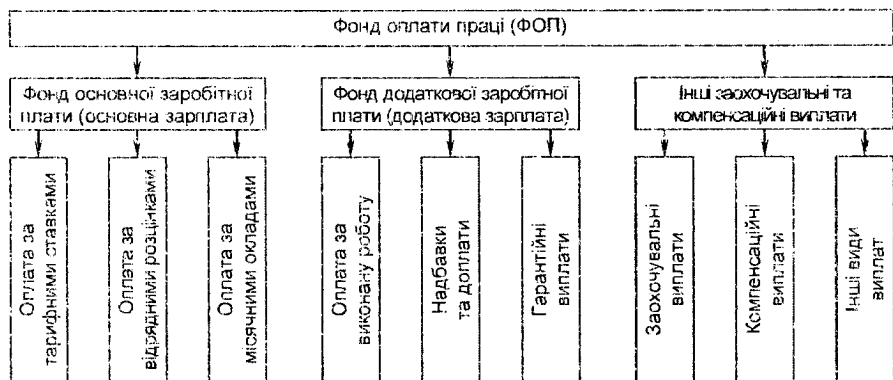 Фонд оплати праці (ФОП)
Фонд основної заробітної
плати (основна зарплата)
Фонд додаткової заробітної
плати (додаткова зарплата)
Інші заохочувальні та
компенсаційні виплати
Оплата за
тарифними ставками
Оплата за
відрядними розцінками
Оплата за
місячними окладами
Оплата за
виконану роботу
Надбавки
та доплати
Гарантійні
виплати
Заохочувальні
виплати
Компенсаційні
виплати
Інші види
виплат